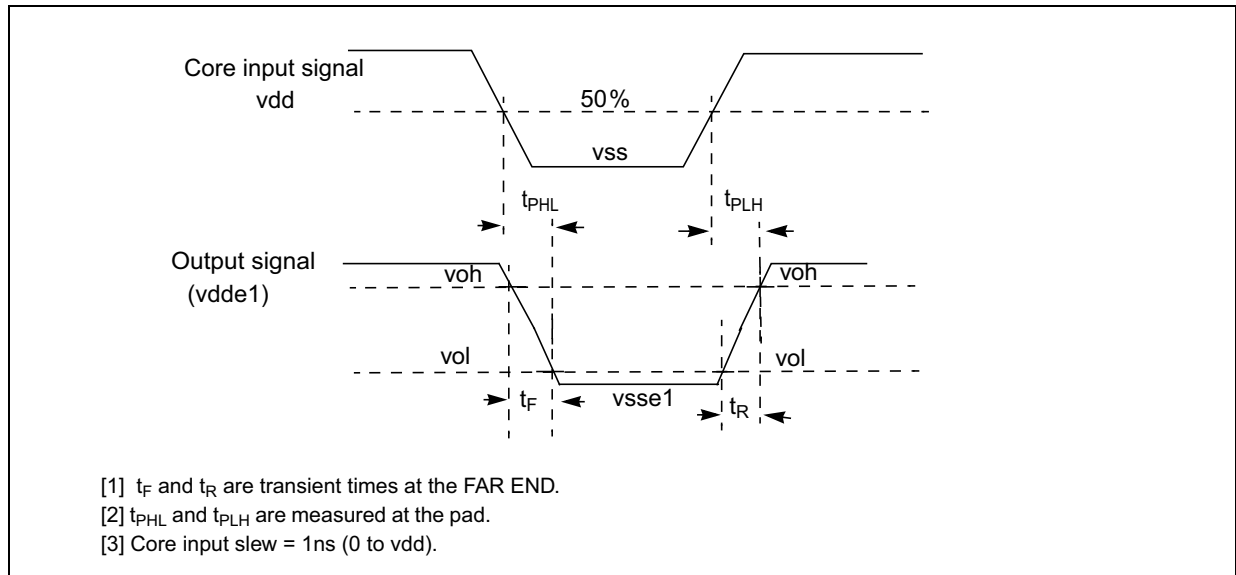 Core input signal
vdd
50%
vss
tPHL
tPLH
Output signal
(vdde1)
voh
voh
vol
vol
tF
vsse1
tR
[1] tF and tR are transient times at the FAR END.
[2] tPHL and tPLH are measured at the pad.
[3] Core input slew = 1ns (0 to vdd).